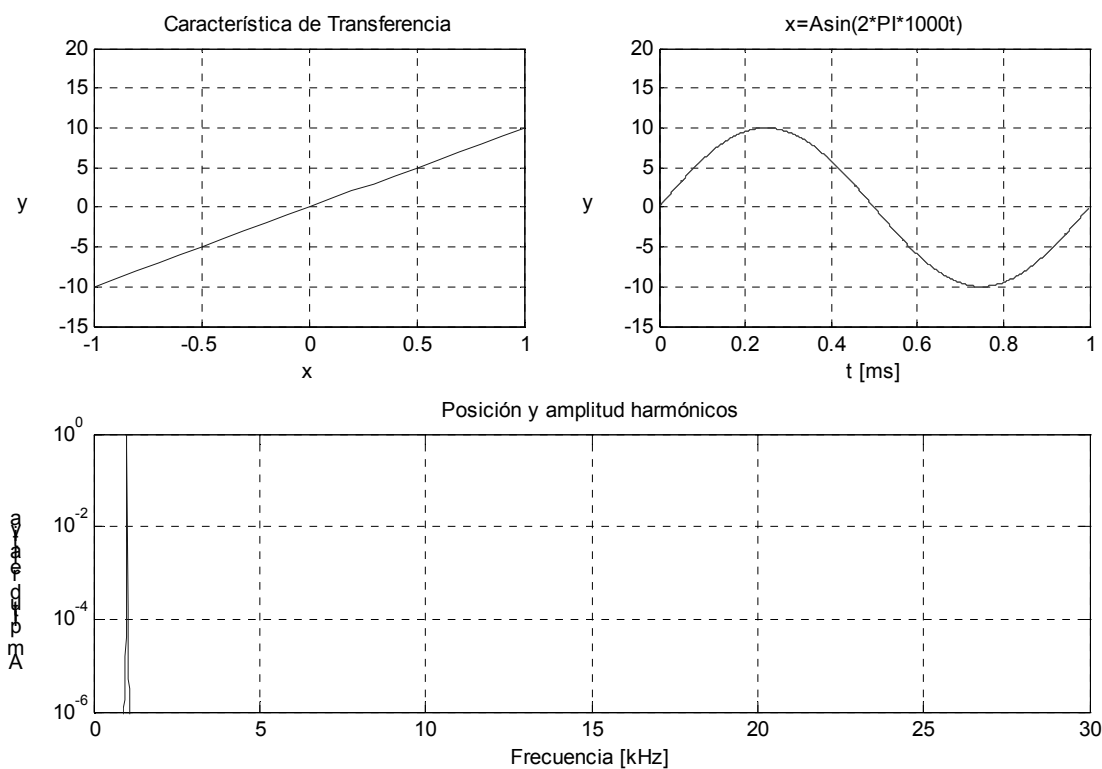 Característica de Transferencia
20
15
10
5
0
-5
-10
-15
y
-1 -0.5 0 0.5 1
x
x=Asin(2*PI*1000t)
20
15
10
5
0
-5
-10
-15
y
0 0.2 0.4 0.6 0.8 1
t [ms]
Posición y amplitud harmónicos
10^0
10^-2
10^-4
10^-6
0 5 10 15 20 25 30
Frecuencia [kHz]